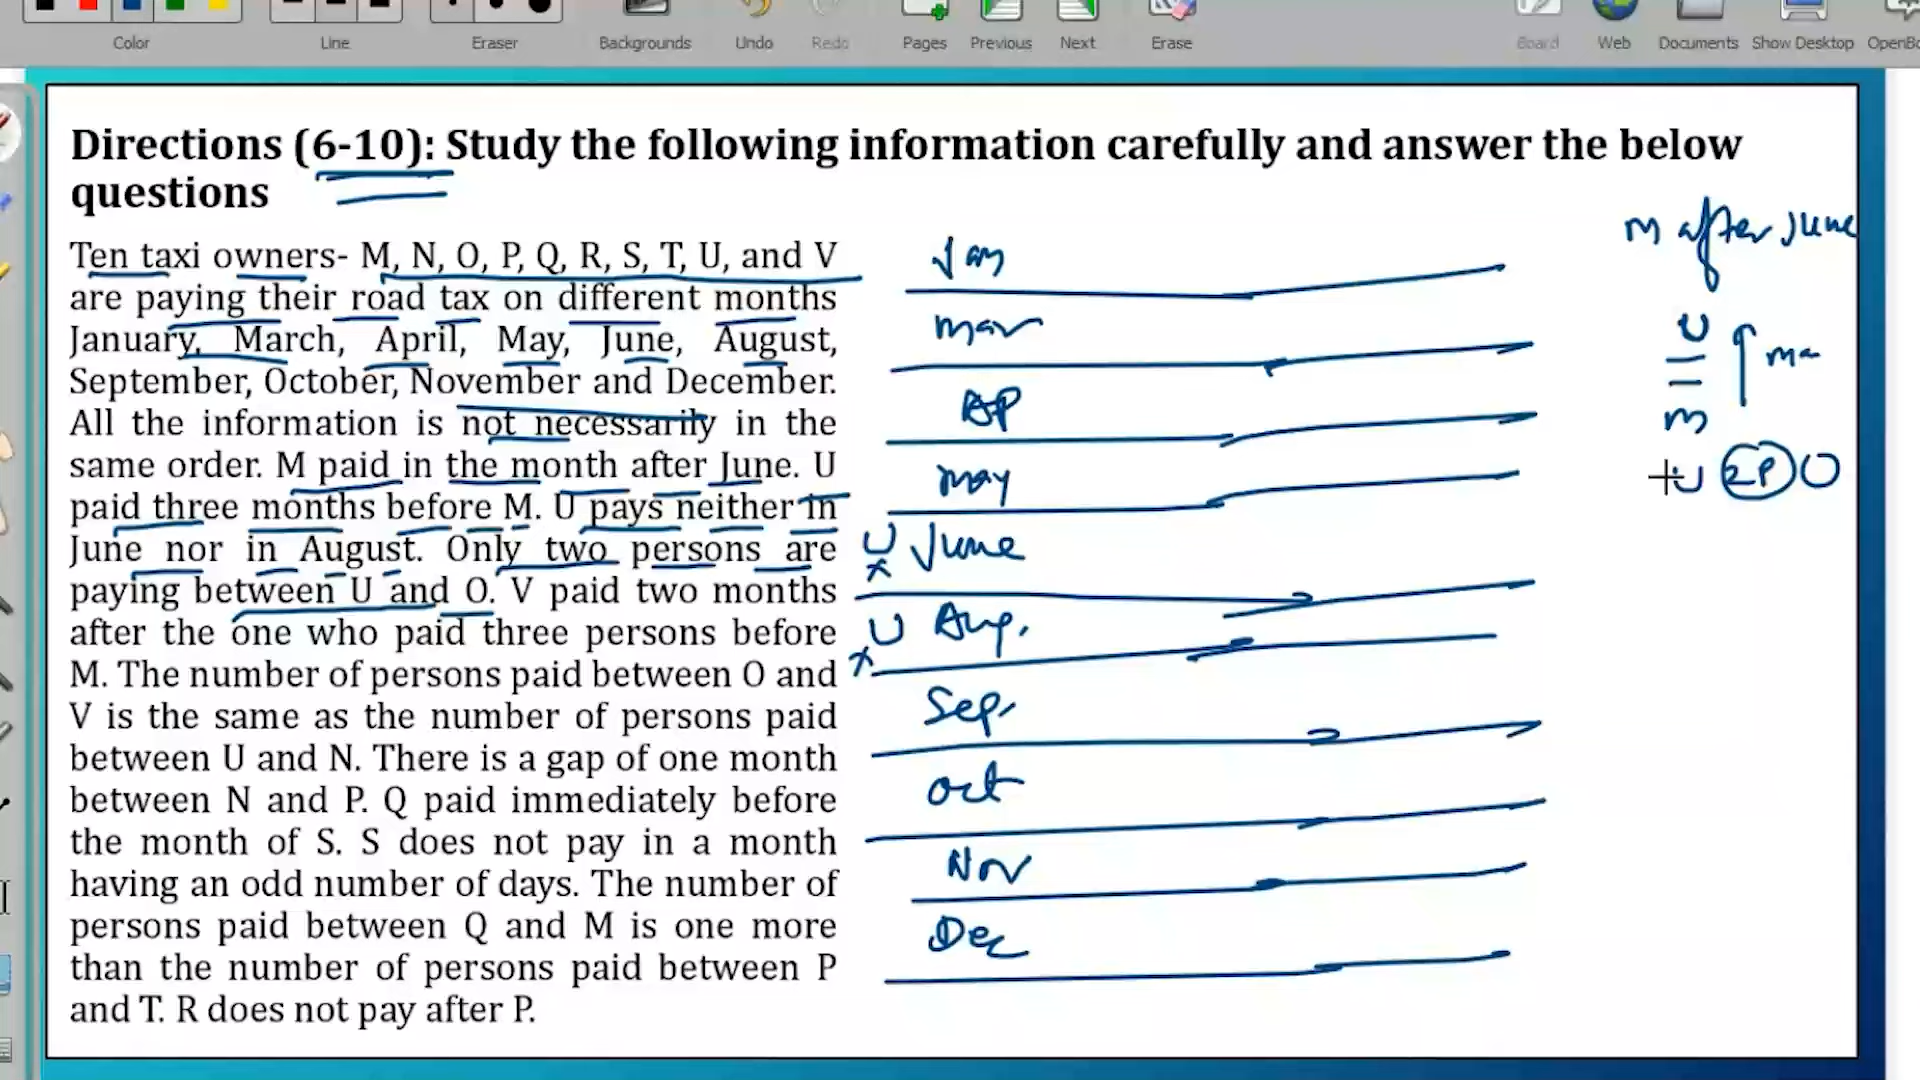 Color Line Eraser Backgrounds Undo Redo Pages Previous Next Erase Board Web Documents Show Desktop OpenBo
Directions (6-10): Study the following information carefully and answer the below
questions
Ten taxi owners- M, N, O, P, Q, R, S, T, U, and V
are paying their road tax on different months
January, March, April, May, June, August,
September, October, November and December.
All the information is not necessarily in the
same order. M paid in the month after June. U
paid three months before M. U pays neither in
June nor in August. Only two persons are
paying between U and O. V paid two months
after the one who paid three persons before
M. The number of persons paid between O and
V is the same as the number of persons paid
between U and N. There is a gap of one month
between N and P. Q paid immediately before
the month of S. S does not pay in a month
having an odd number of days. The number of
persons paid between Q and M is one more
than the number of persons paid between P
and T. R does not pay after P.
Jan
Mar
AP
May
U June
x
U Aug.
x
Sep.
Oct
Nov
Dec
M after June
U
M
U 2P O